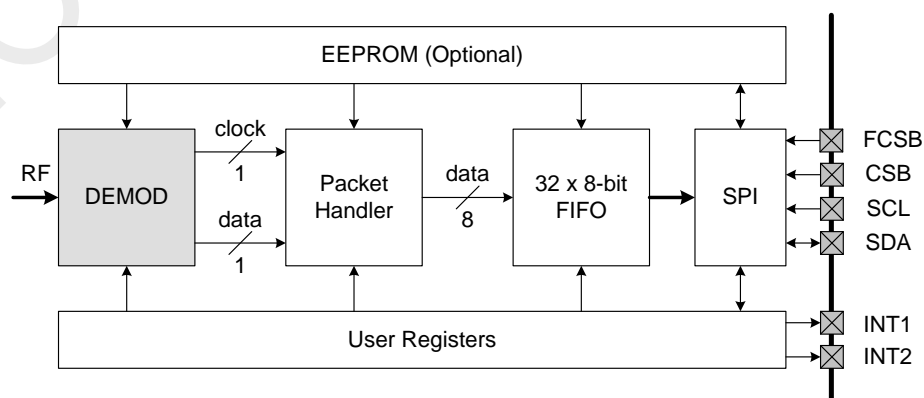 EEPROM (Optional)
RF
DEMOD
clock
1
data
1
Packet
Handler
data
8
32 x 8-bit
FIFO
SPI
FCSB
CSB
SCL
SDA
User Registers
INT1
INT2